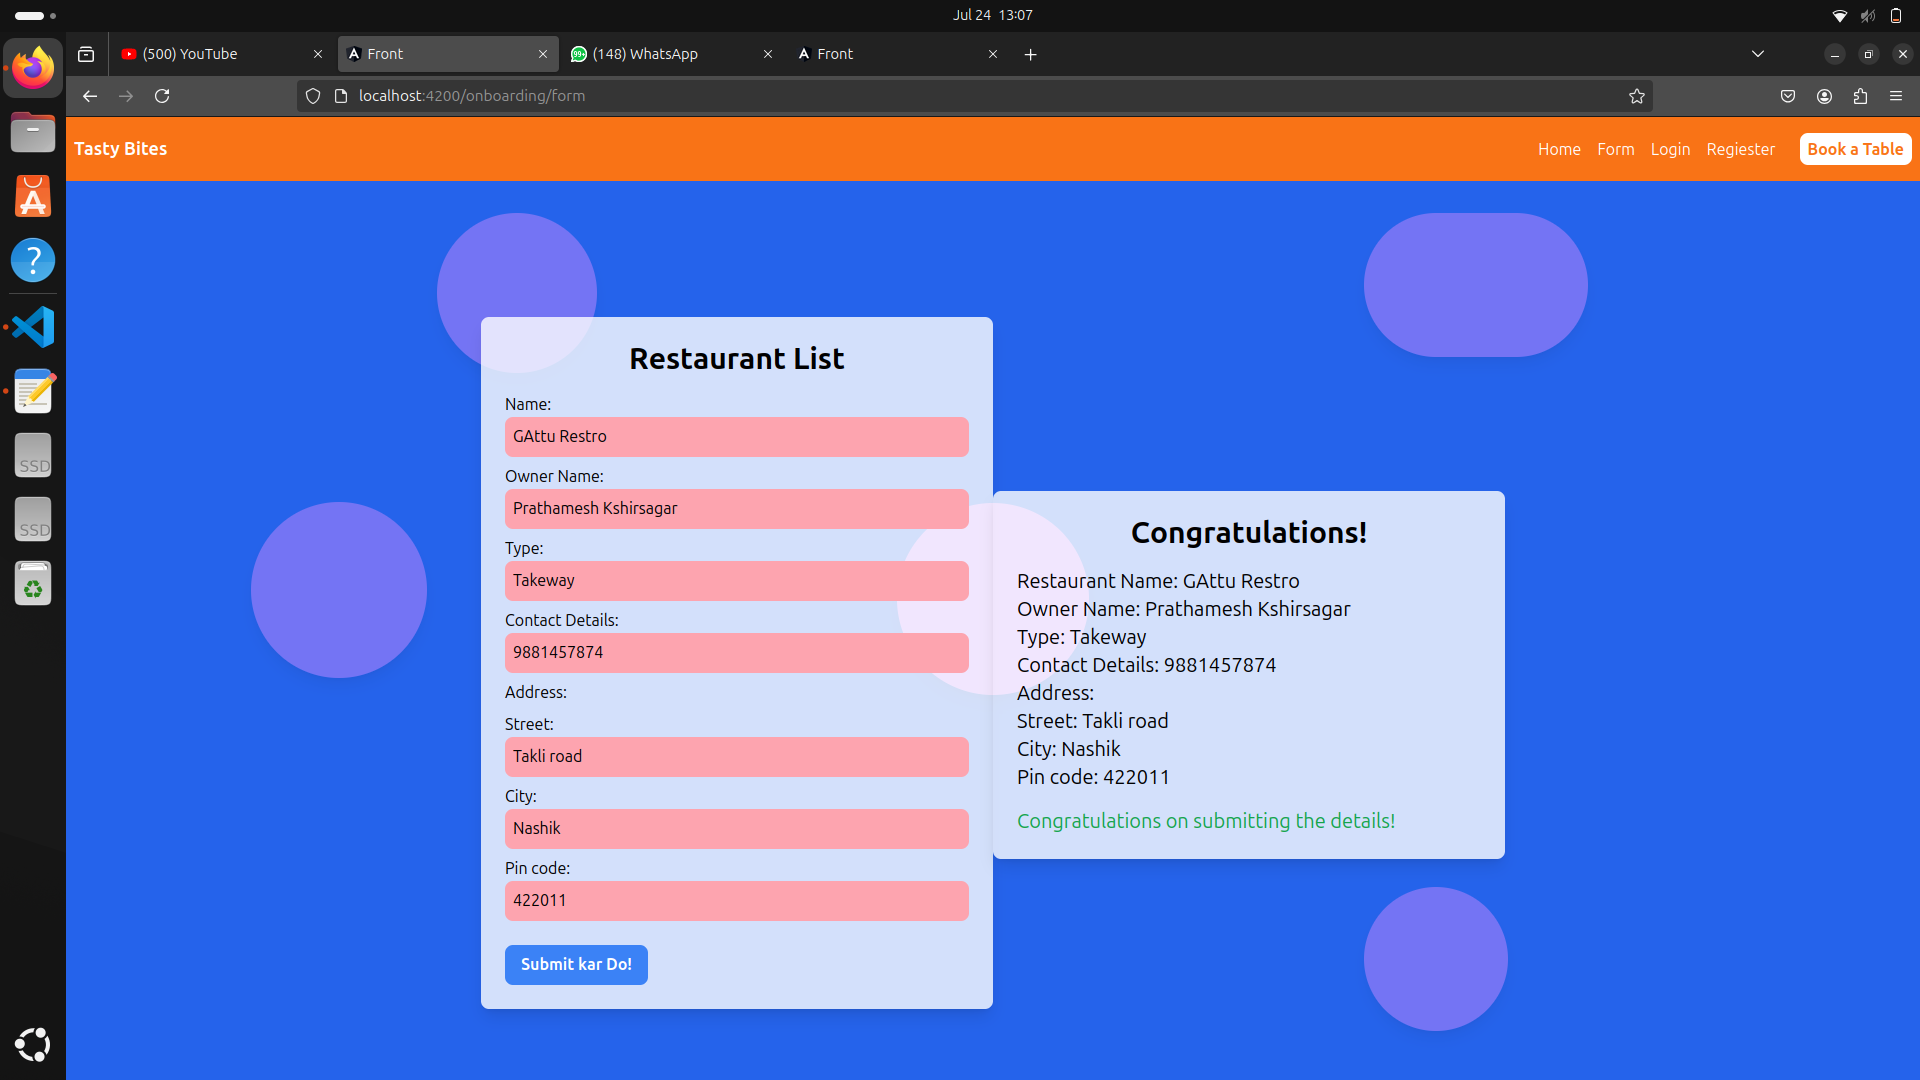 Jul 24 13:07
(500) YouTube
Front
99+
(148) WhatsApp
Front
localhost:4200/onboarding/form
Tasty Bites
Home
Form
Login
Regiester
Book a Table
Restaurant List
Name:
GAttu Restro
Owner Name:
Prathamesh Kshirsagar
Type:
Takeway
Contact Details:
9881457874
Address:
Street:
Takli road
City:
Nashik
Pin code:
422011
Submit kar Do!
Congratulations!
Restaurant Name: GAttu Restro
Owner Name: Prathamesh Kshirsagar
Type: Takeway
Contact Details: 9881457874
Address:
Street: Takli road
City: Nashik
Pin code: 422011
Congratulations on submitting the details!
SSD
SSD